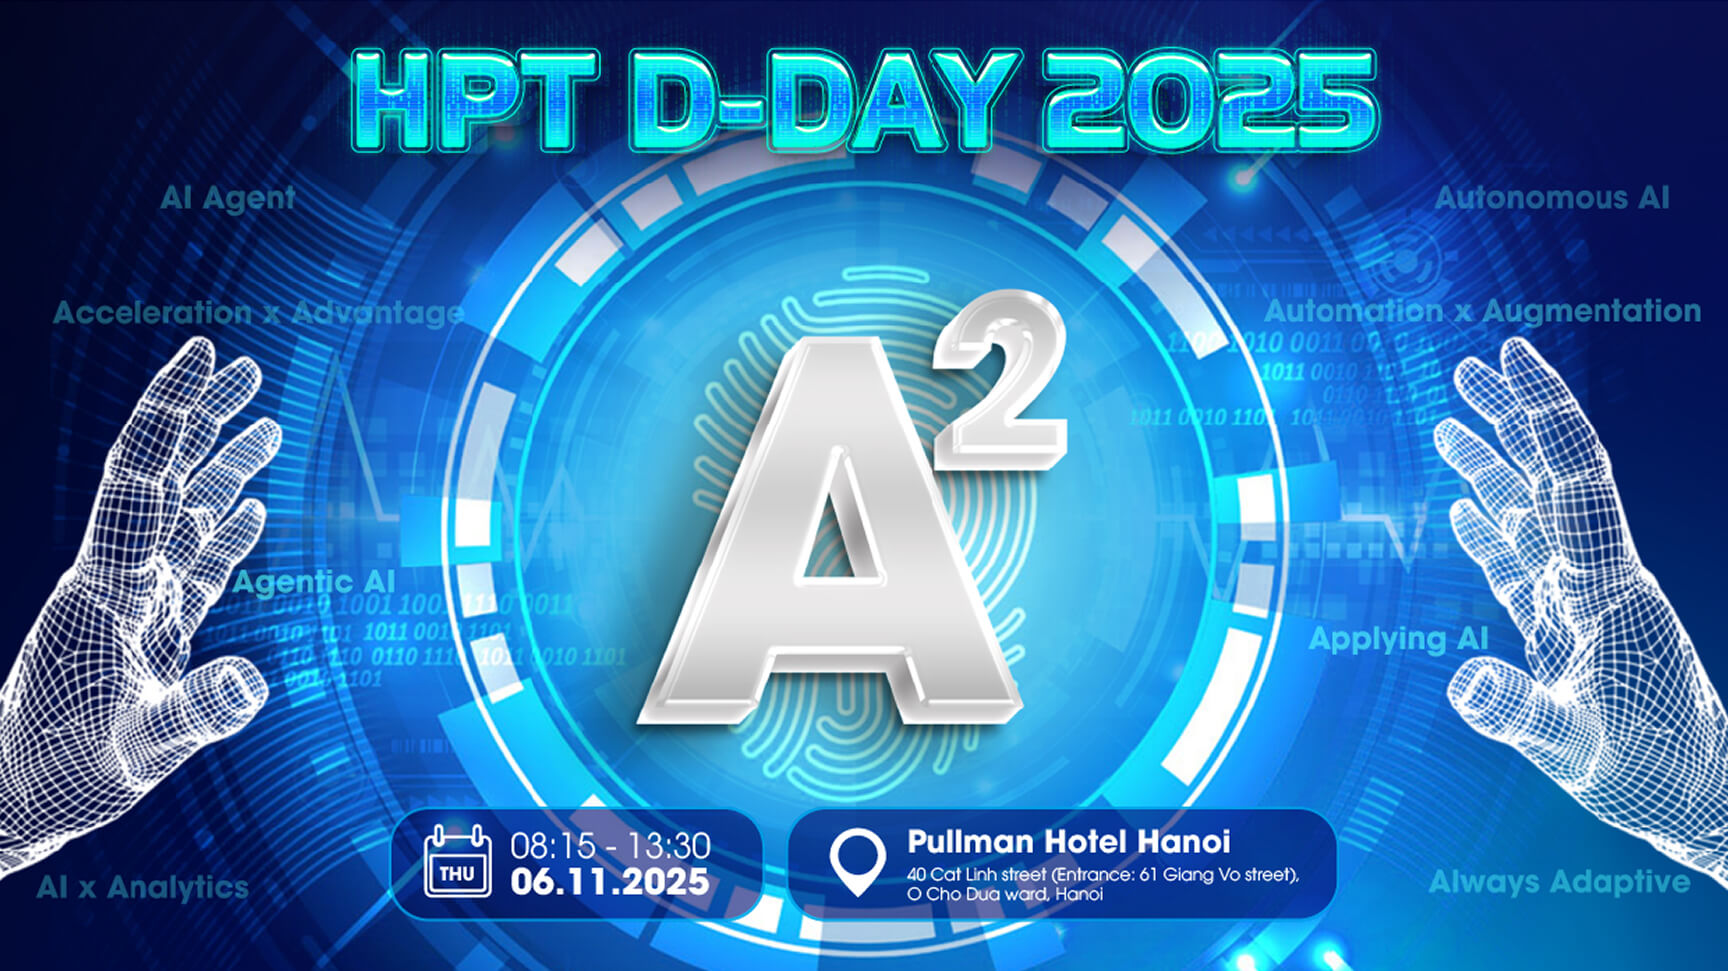 HPT D-DAY 2025
AI Agent
Autonomous AI
Acceleration x Advantage
Automation x Augmentation
A²
Agentic AI
Applying AI
THU
08:15 - 13:30
06.11.2025
Pullman Hotel Hanoi
40 Cat Linh street (Entrance: 61 Giang Vo street),
O Cho Dua ward, Hanoi
AI x Analytics
Always Adaptive